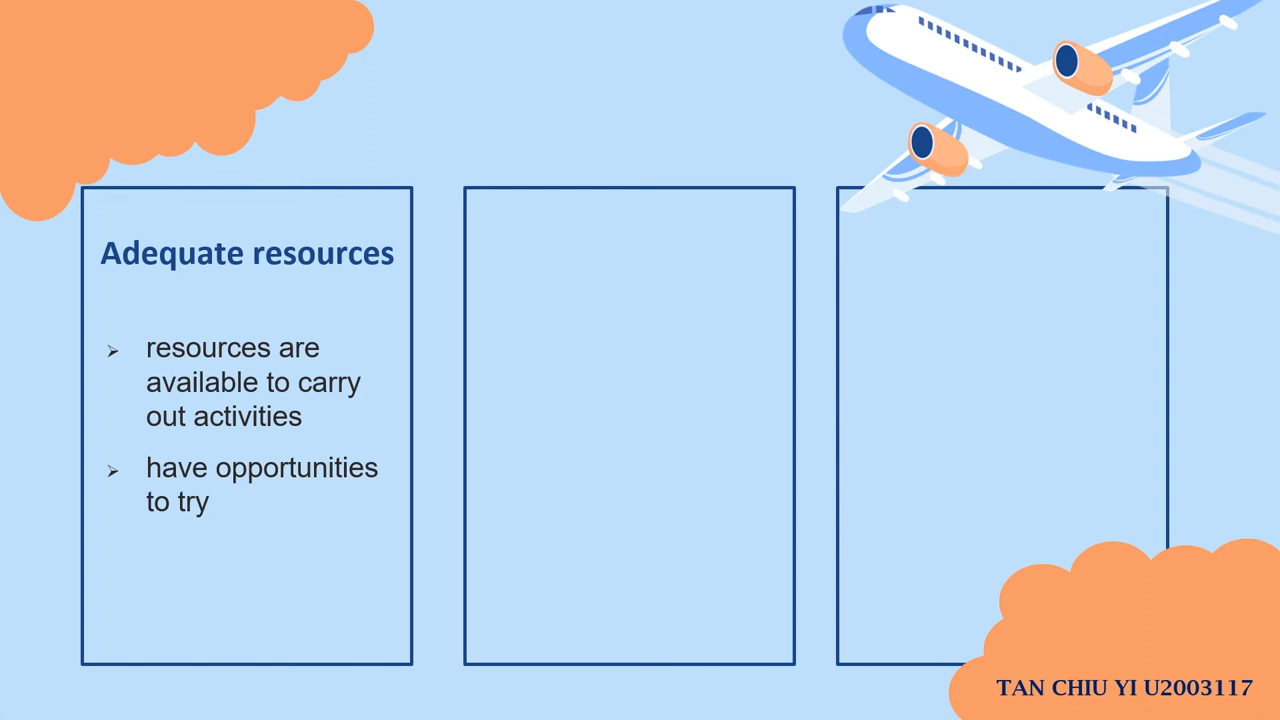 Adequate resources
resources are
available to carry
out activities
have opportunities
to try
TAN CHIU YI U2003117